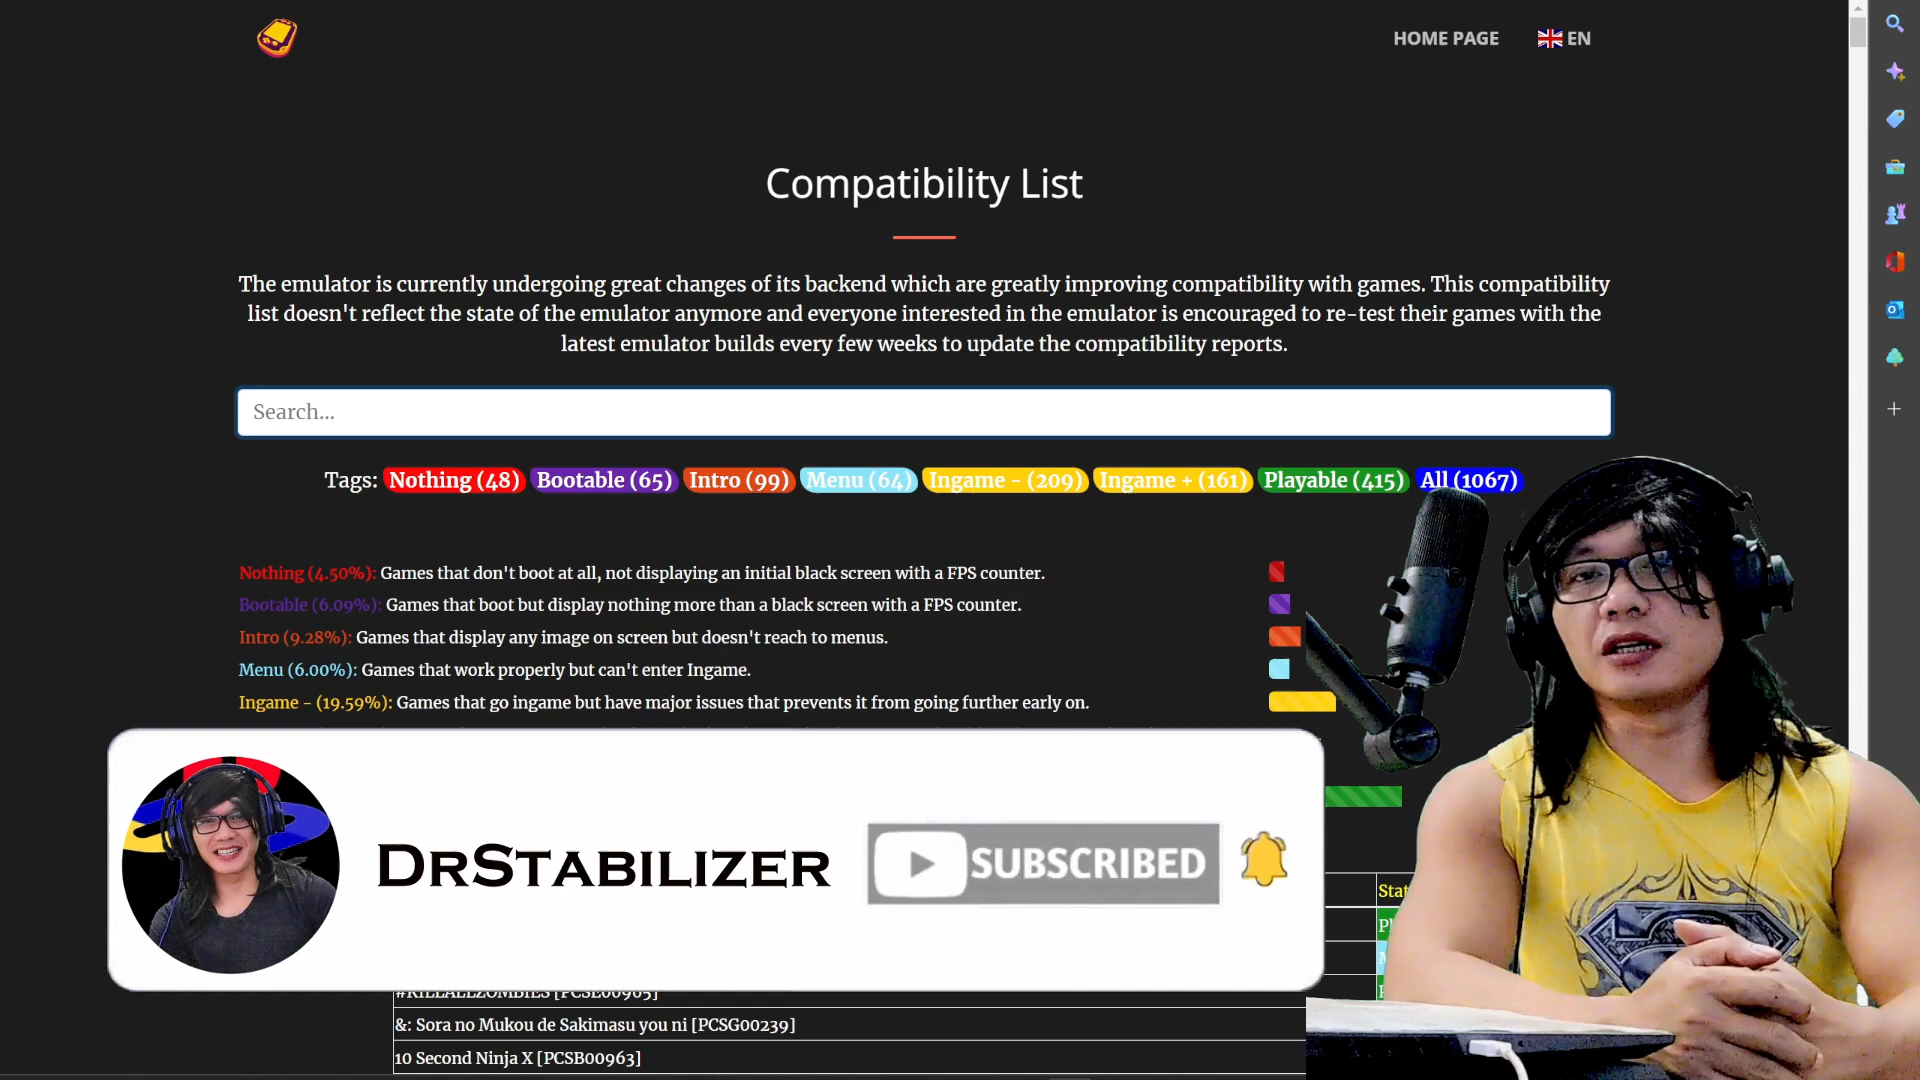 HOME PAGE EN
Compatibility List
The emulator is currently undergoing great changes of its backend which are greatly improving compatibility with games. This compatibility
list doesn't reflect the state of the emulator anymore and everyone interested in the emulator is encouraged to re-test their games with the
latest emulator builds every few weeks to update the compatibility reports.
Search...
Tags: Nothing (48) Bootable (65) Intro (99) Menu (64) Ingame - (209) Ingame + (161) Playable (415) All (1067)
Nothing (4.50%): Games that don't boot at all, not displaying an initial black screen with a FPS counter.
Bootable (6.09%): Games that boot but display nothing more than a black screen with a FPS counter.
Intro (9.28%): Games that display any image on screen but doesn't reach to menus.
Menu (6.00%): Games that work properly but can't enter Ingame.
Ingame - (19.59%): Games that go ingame but have major issues that prevents it from going further early on.
DRSTABILIZER SUBSCRIBED
Stat
#KILLALLZOMBIES [PCSE00905]
&: Sora no Mukou de Sakimasu you ni [PCSG00239]
10 Second Ninja X [PCSB00963]